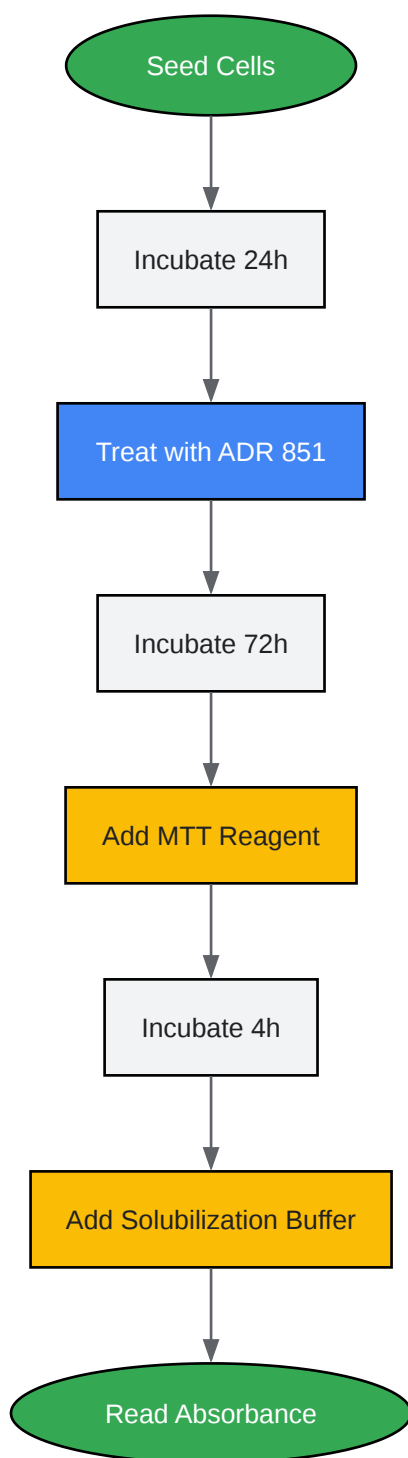 Seed Cells
Incubate 24h
Treat with ADR 851
Incubate 72h
Add MTT Reagent
Incubate 4h
Add Solubilization Buffer
Read Absorbance